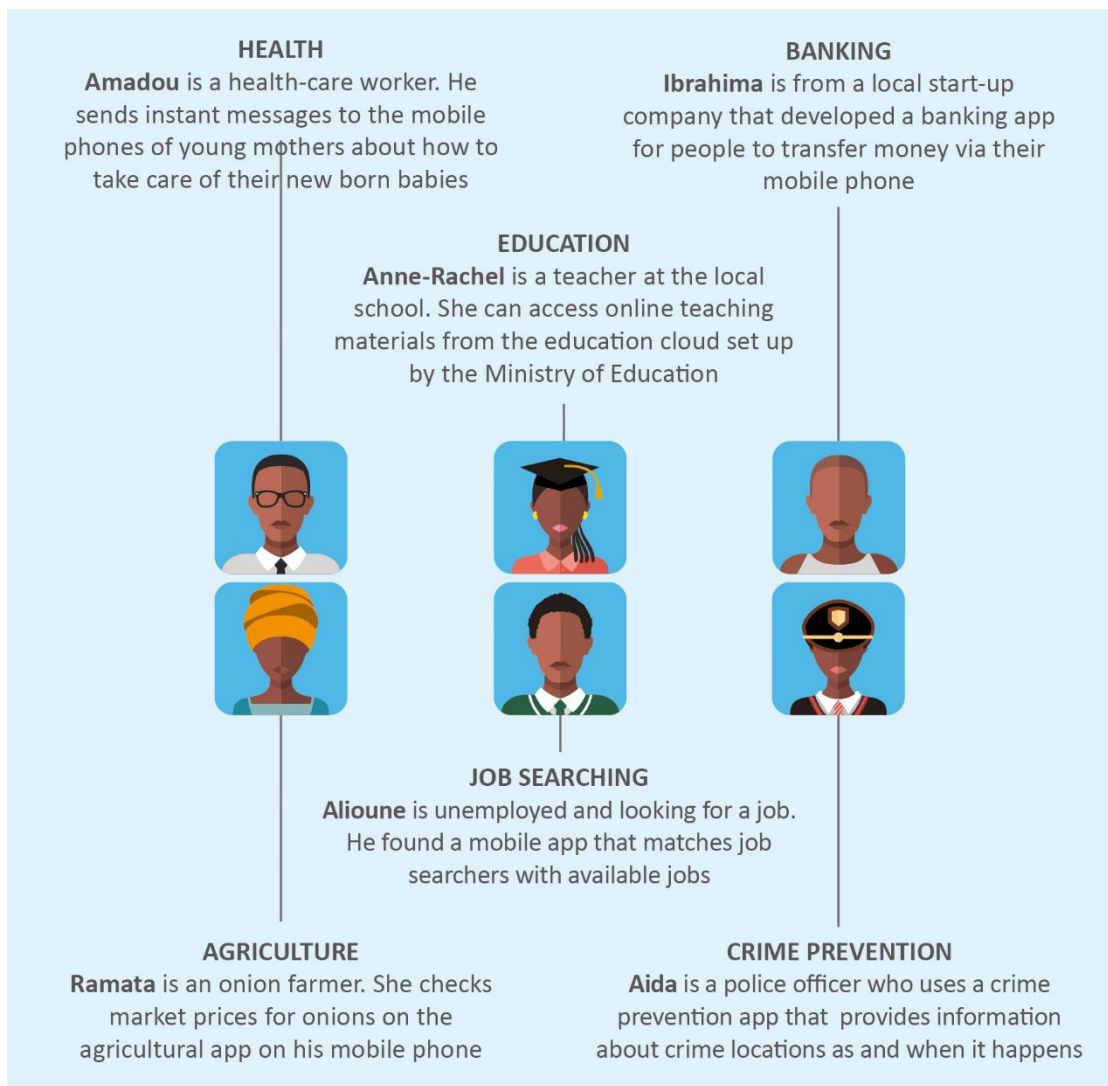 HEALTH
Amadou is a health-care worker. He
sends instant messages to the mobile
phones of young mothers about how to
take care of their new born babies
BANKING
Ibrahima is from a local start-up
company that developed a banking app
for people to transfer money via their
mobile phone
EDUCATION
Anne-Rachel is a teacher at the local
school. She can access online teaching
materials from the education cloud set up
by the Ministry of Education
JOB SEARCHING
Alioune is unemployed and looking for a job.
He found a mobile app that matches job
searchers with available jobs
AGRICULTURE
Ramata is an onion farmer. She checks
market prices for onions on the
agricultural app on his mobile phone
CRIME PREVENTION
Aida is a police officer who uses a crime
prevention app that provides information
about crime locations as and when it happens